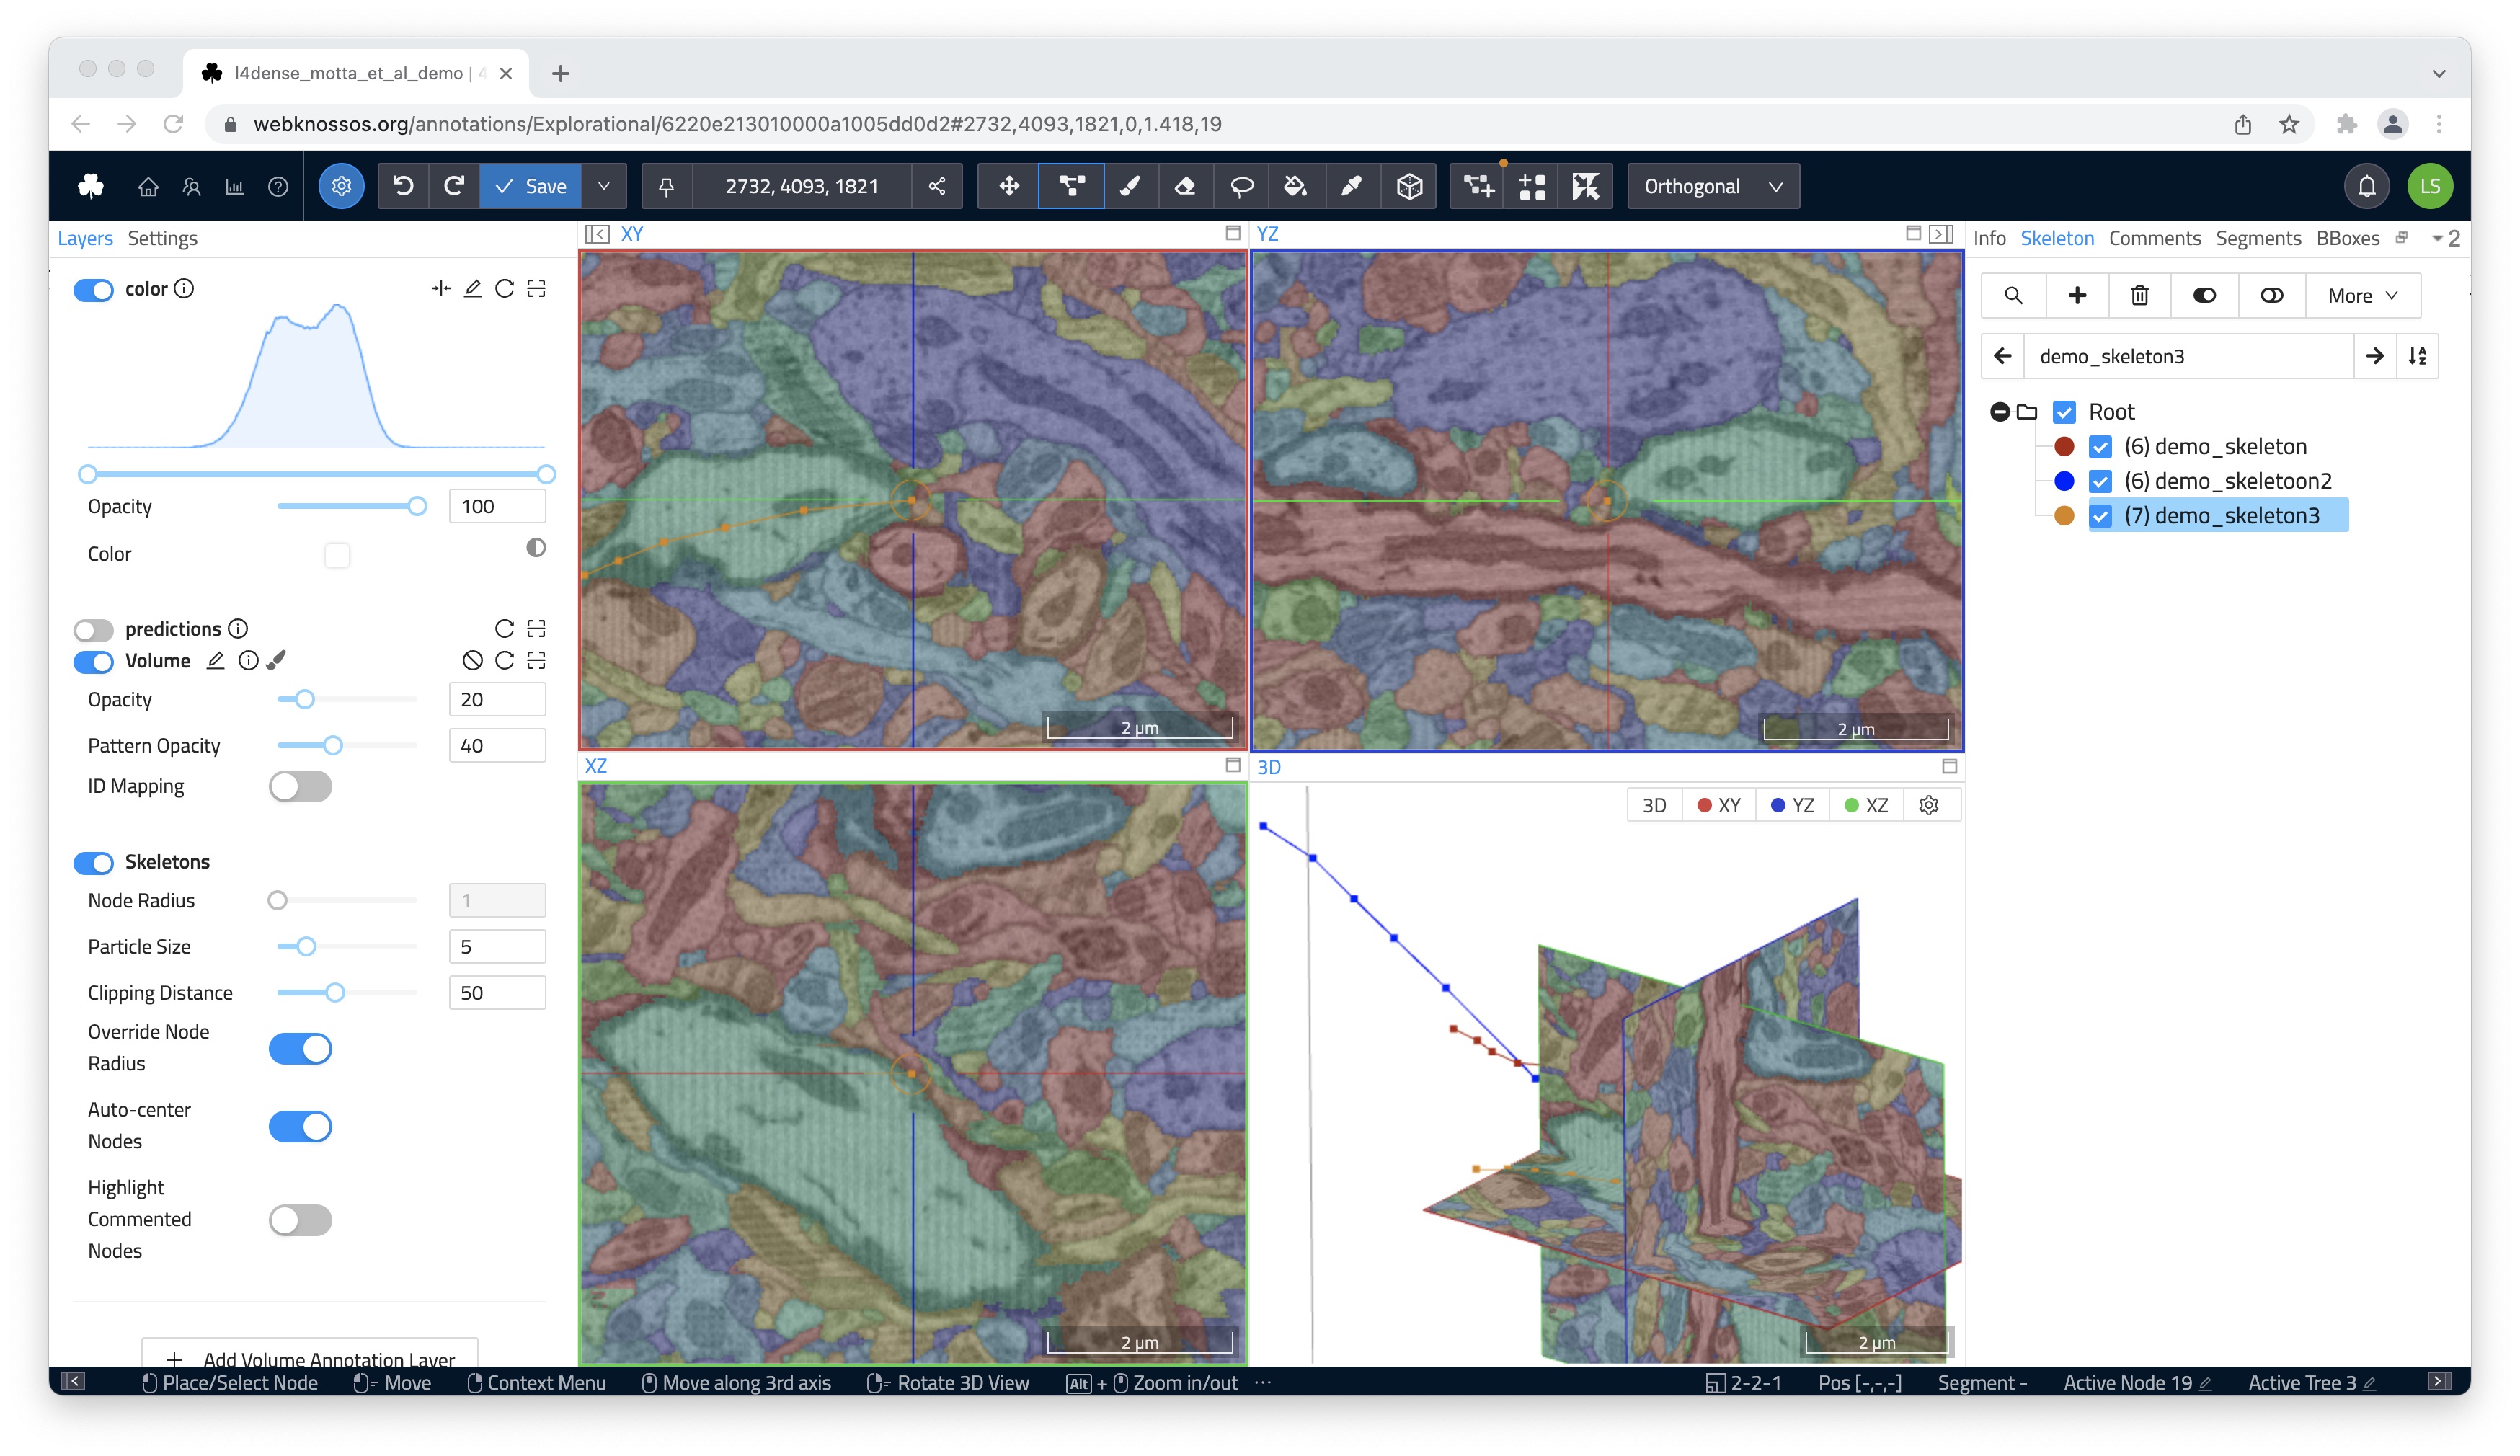 l4dense_motta_et_al_demo | 4
webknossos.org/annotations/Explorational/6220e213010000a1005dd0d2#2732,4093,1821,0,1.418,19
Save
2732, 4093, 1821
Orthogonal
LS
Layers Settings
XY
YZ
Info Skeleton Comments Segments BBoxes 2
color
More
demo_skeleton3
Root
(6) demo_skeleton
(6) demo_skeletoon2
(7) demo_skeleton3
Opacity 100
Color
predictions
Volume
Opacity 20
Pattern Opacity 40
ID Mapping
2 µm
2 µm
XZ
3D
3D XY YZ XZ
Skeletons
Node Radius 1
Particle Size 5
Clipping Distance 50
Override Node
Radius
Auto-center
Nodes
Highlight
Commented
Nodes
2 µm
2 µm
Add Volume Annotation Layer
Place/Select Node Move Context Menu Move along 3rd axis Rotate 3D View Alt + Zoom in/out ··· 2-2-1 Pos [-,-,-] Segment - Active Node 19 Active Tree 3